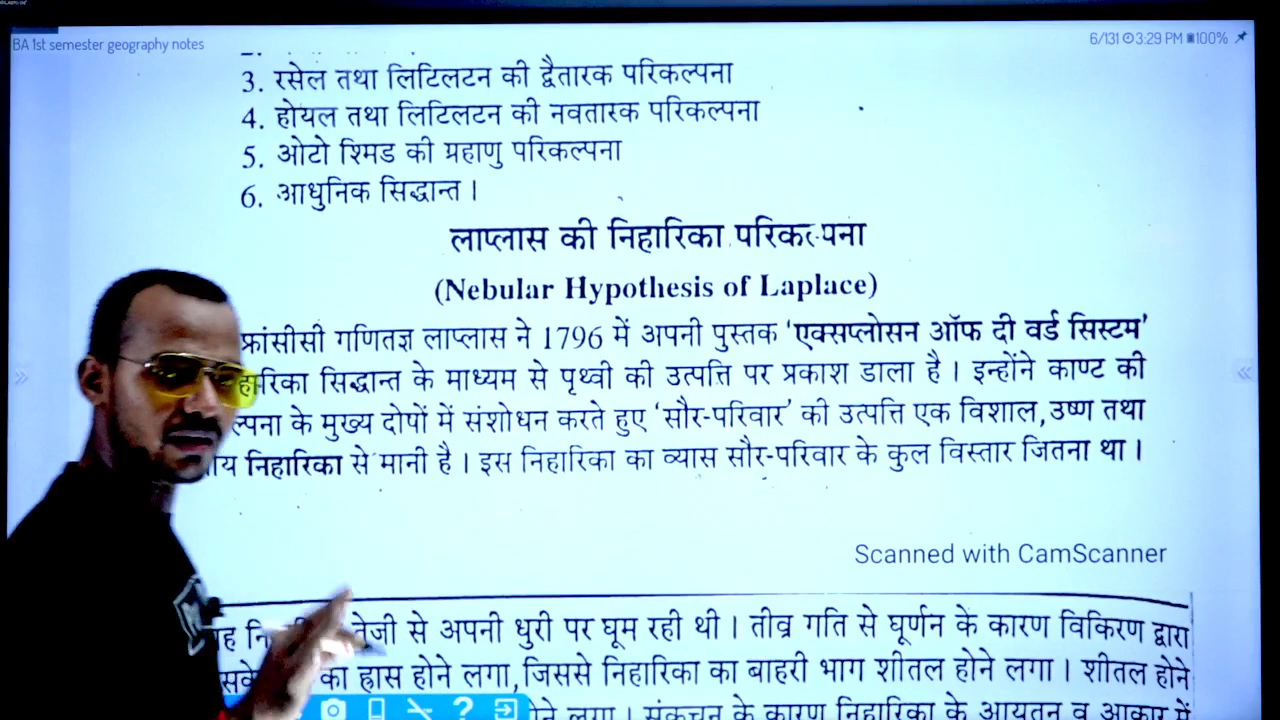 BA 1st semester geography notes
6/131 3:29 PM 100%
3. रसेल तथा लिटिलटन की द्वैतारक परिकल्पना
4. होयल तथा लिटिलटन की नवतारक परिकल्पना
5. ओटो श्मिड की ग्रहाणु परिकल्पना
6. आधुनिक सिद्धान्त ।
लाप्लास की निहारिका परिकल्पना
(Nebular Hypothesis of Laplace)
फ्रांसीसी गणितज्ञ लाप्लास ने 1796 में अपनी पुस्तक ‘एक्सप्लोसन ऑफ दी वर्ड सिस्टम’
हारिका सिद्धान्त के माध्यम से पृथ्वी की उत्पत्ति पर प्रकाश डाला है । इन्होंने काण्ट की
ल्पना के मुख्य दोषों में संशोधन करते हुए ‘सौर-परिवार’ की उत्पत्ति एक विशाल, उष्ण तथा
य निहारिका से मानी है । इस निहारिका का व्यास सौर-परिवार के कुल विस्तार जितना था ।
Scanned with CamScanner
ह नि तेजी से अपनी धुरी पर घूम रही थी । तीव्र गति से घूर्णन के कारण विकिरण द्वारा
सके का ह्रास होने लगा, जिससे निहारिका का बाहरी भाग शीतल होने लगा । शीतल होने
होने लगा । संकुचन के कारण निहारिका के आयतन व आकार में